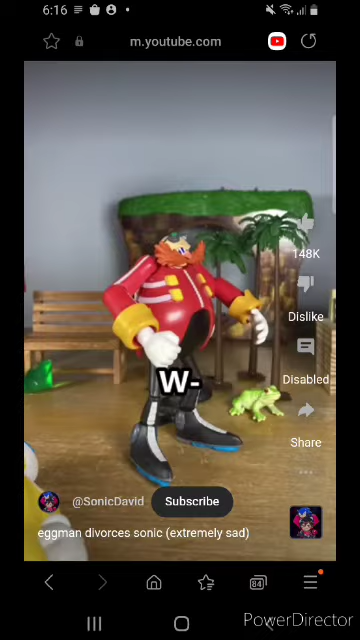 6:16
m.youtube.com
148K
Dislike
W-
Disabled
Share
@SonicDavid
Subscribe
eggman divorces sonic (extremely sad)
84
PowerDirector